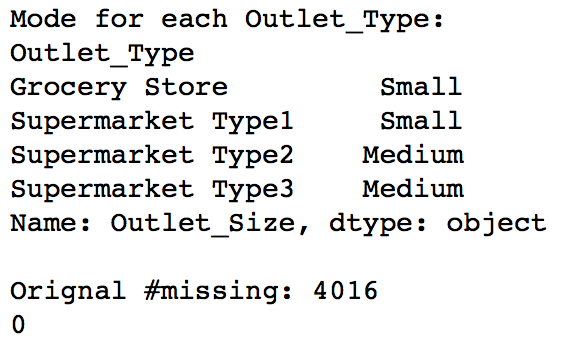 Mode for each Outlet_Type:
Outlet_Type
Grocery Store         Small
Supermarket Type1     Small
Supermarket Type2    Medium
Supermarket Type3    Medium
Name: Outlet_Size, dtype: object

Orignal #missing: 4016
0